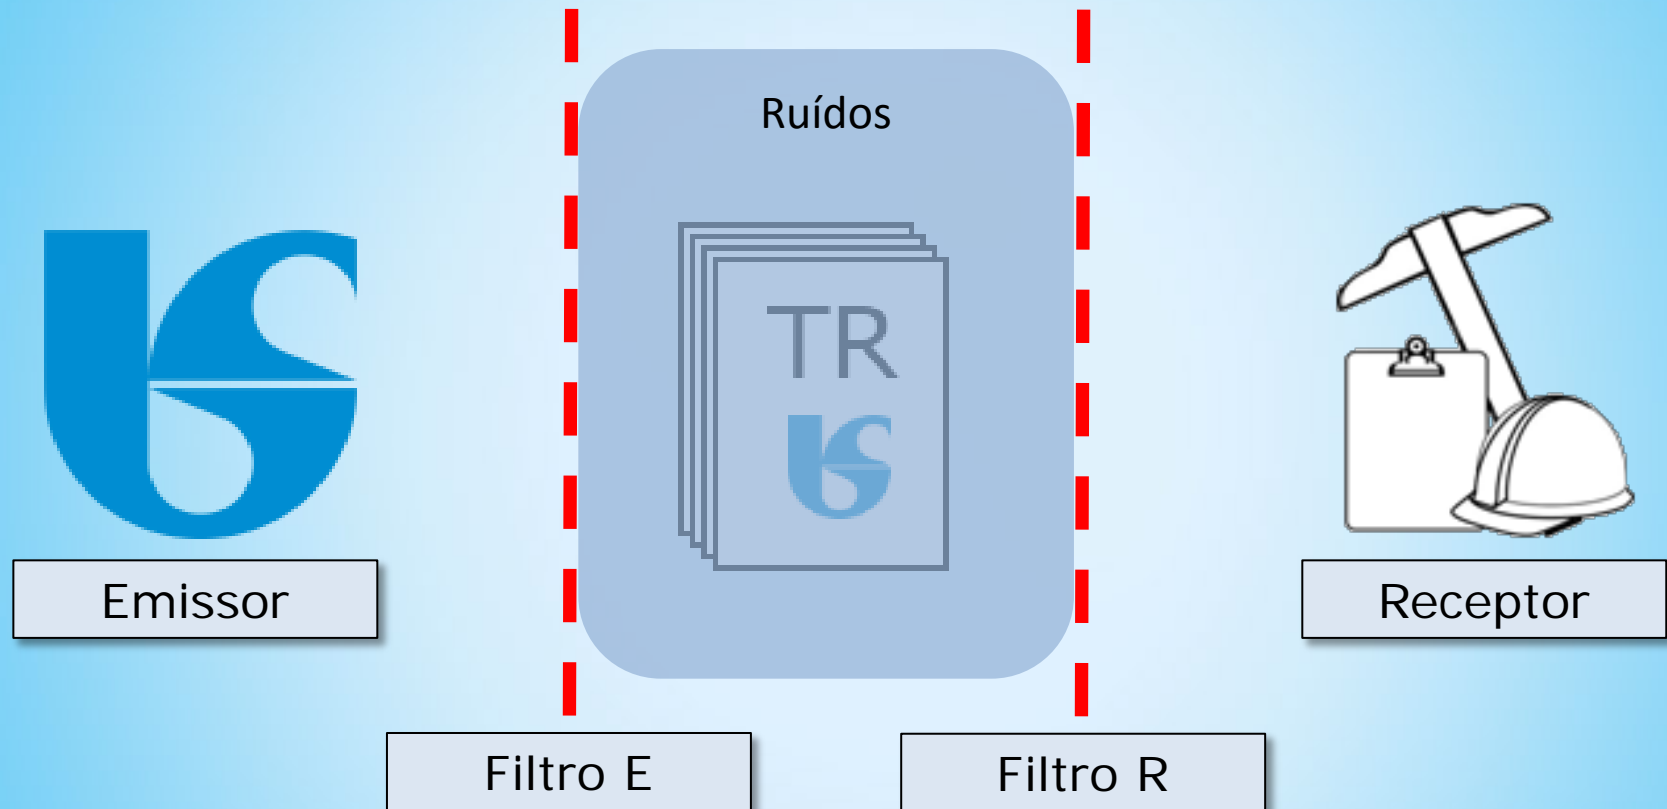 Ruídos
TR
Emissor
Receptor
Filtro E
Filtro R